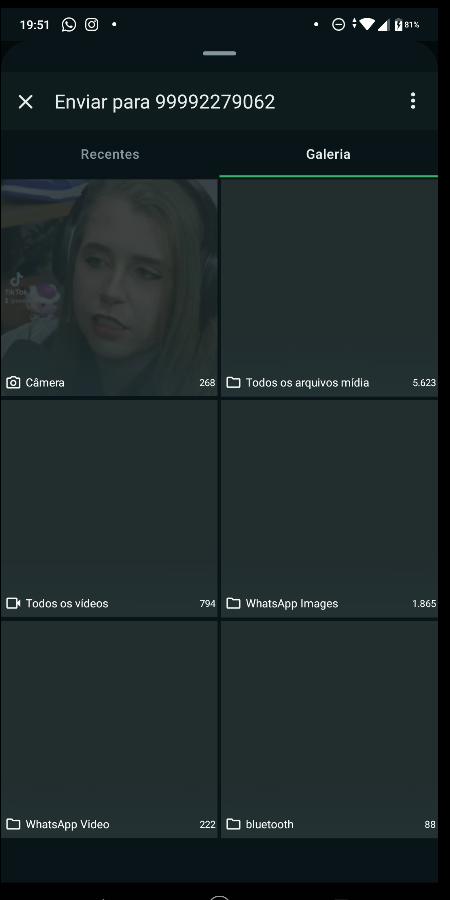 19:51
81%
Enviar para 99992279062
Recentes
Galeria
TikTok
Câmera
268
Todos os arquivos mídia
5.623
Todos os vídeos
794
WhatsApp Images
1.865
WhatsApp Video
222
bluetooth
88